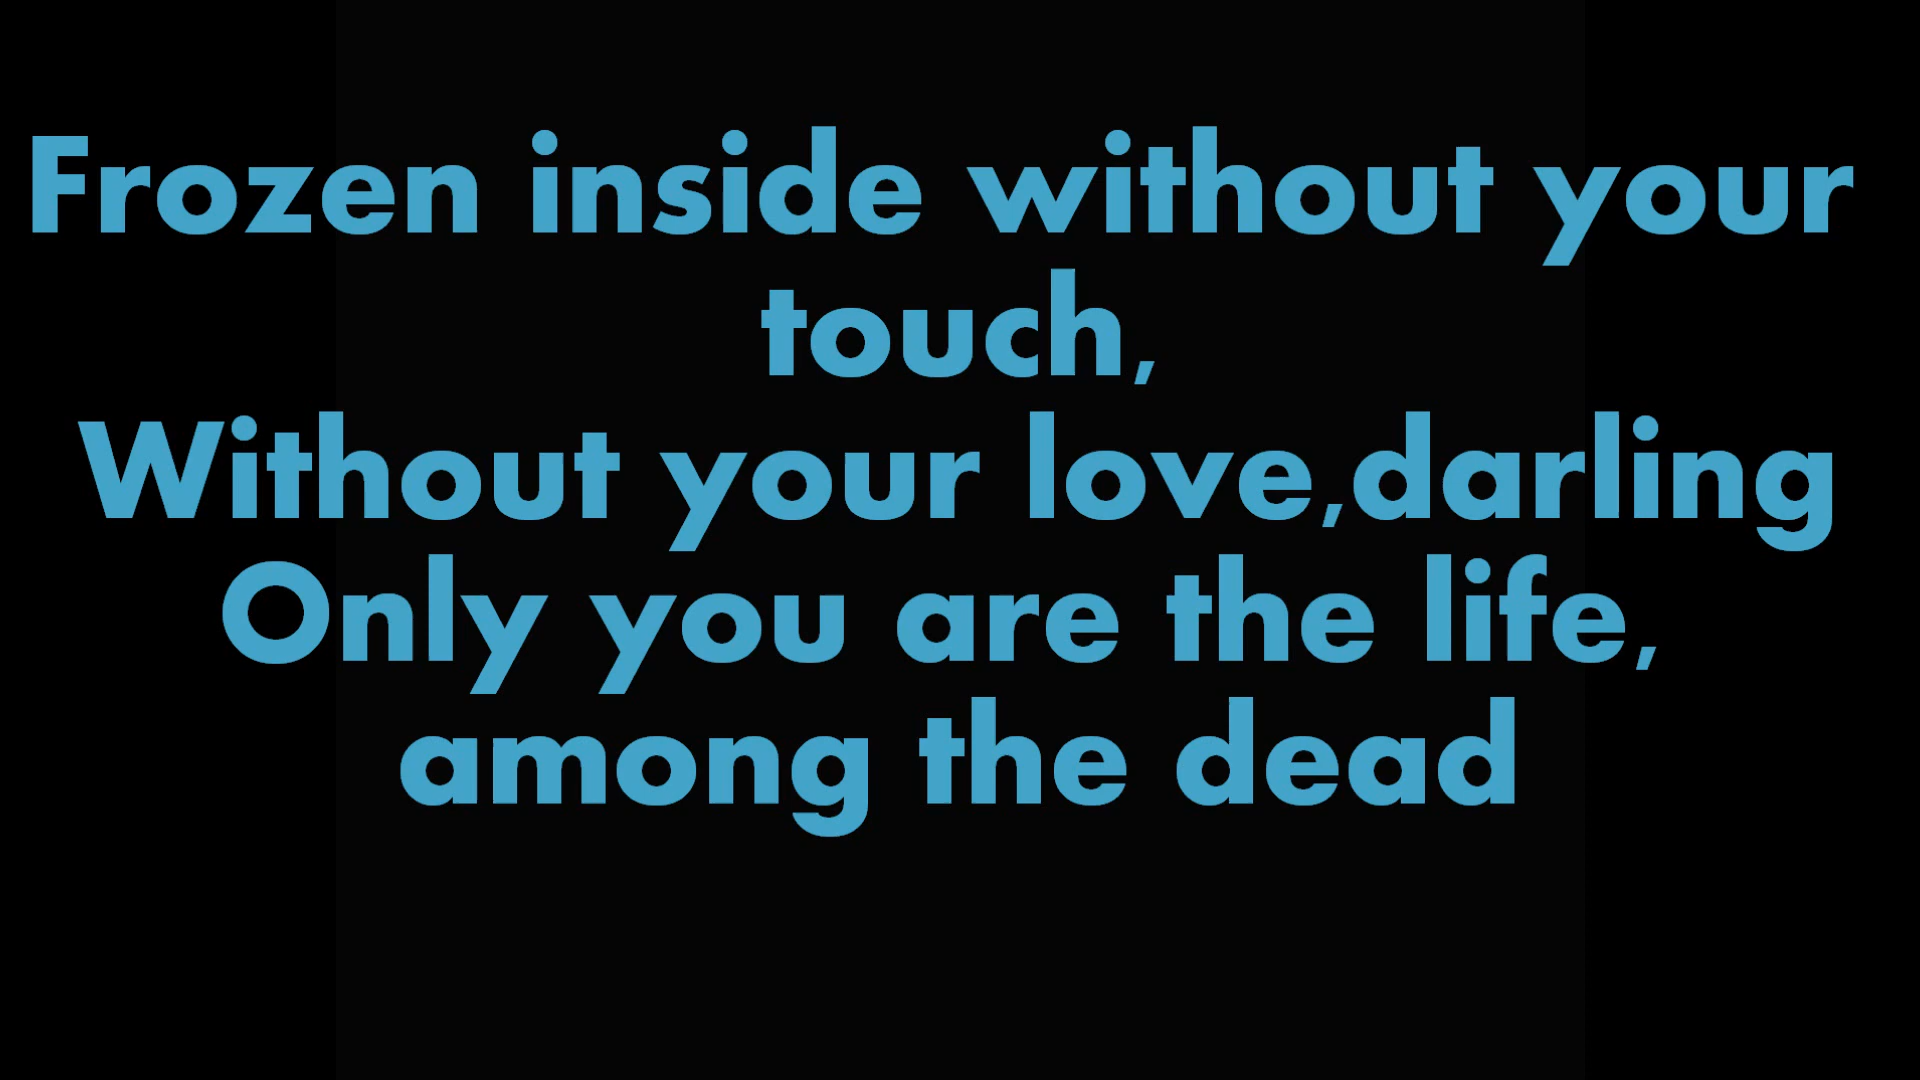 Frozen inside without your
touch,
Without your love,darling
Only you are the life,
among the dead